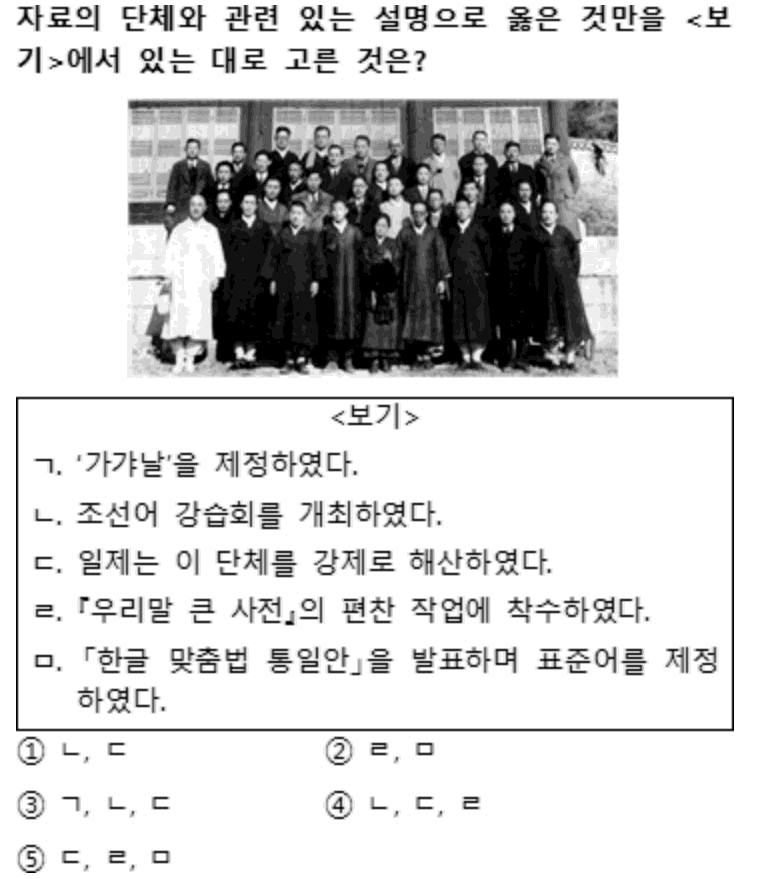 자료의 단체와 관련 있는 설명으로 옳은 것만을 <보
기>에서 있는 대로 고른 것은?
<보기>
ㄱ. ‘가갸날’을 제정하였다.
ㄴ. 조선어 강습회를 개최하였다.
ㄷ. 일제는 이 단체를 강제로 해산하였다.
ㄹ. 『우리말 큰 사전』의 편찬 작업에 착수하였다.
ㅁ. 「한글 맞춤법 통일안」을 발표하며 표준어를 제정
하였다.
① ㄴ, ㄷ ② ㄹ, ㅁ
③ ㄱ, ㄴ, ㄷ ④ ㄴ, ㄷ, ㄹ
⑤ ㄷ, ㄹ, ㅁ